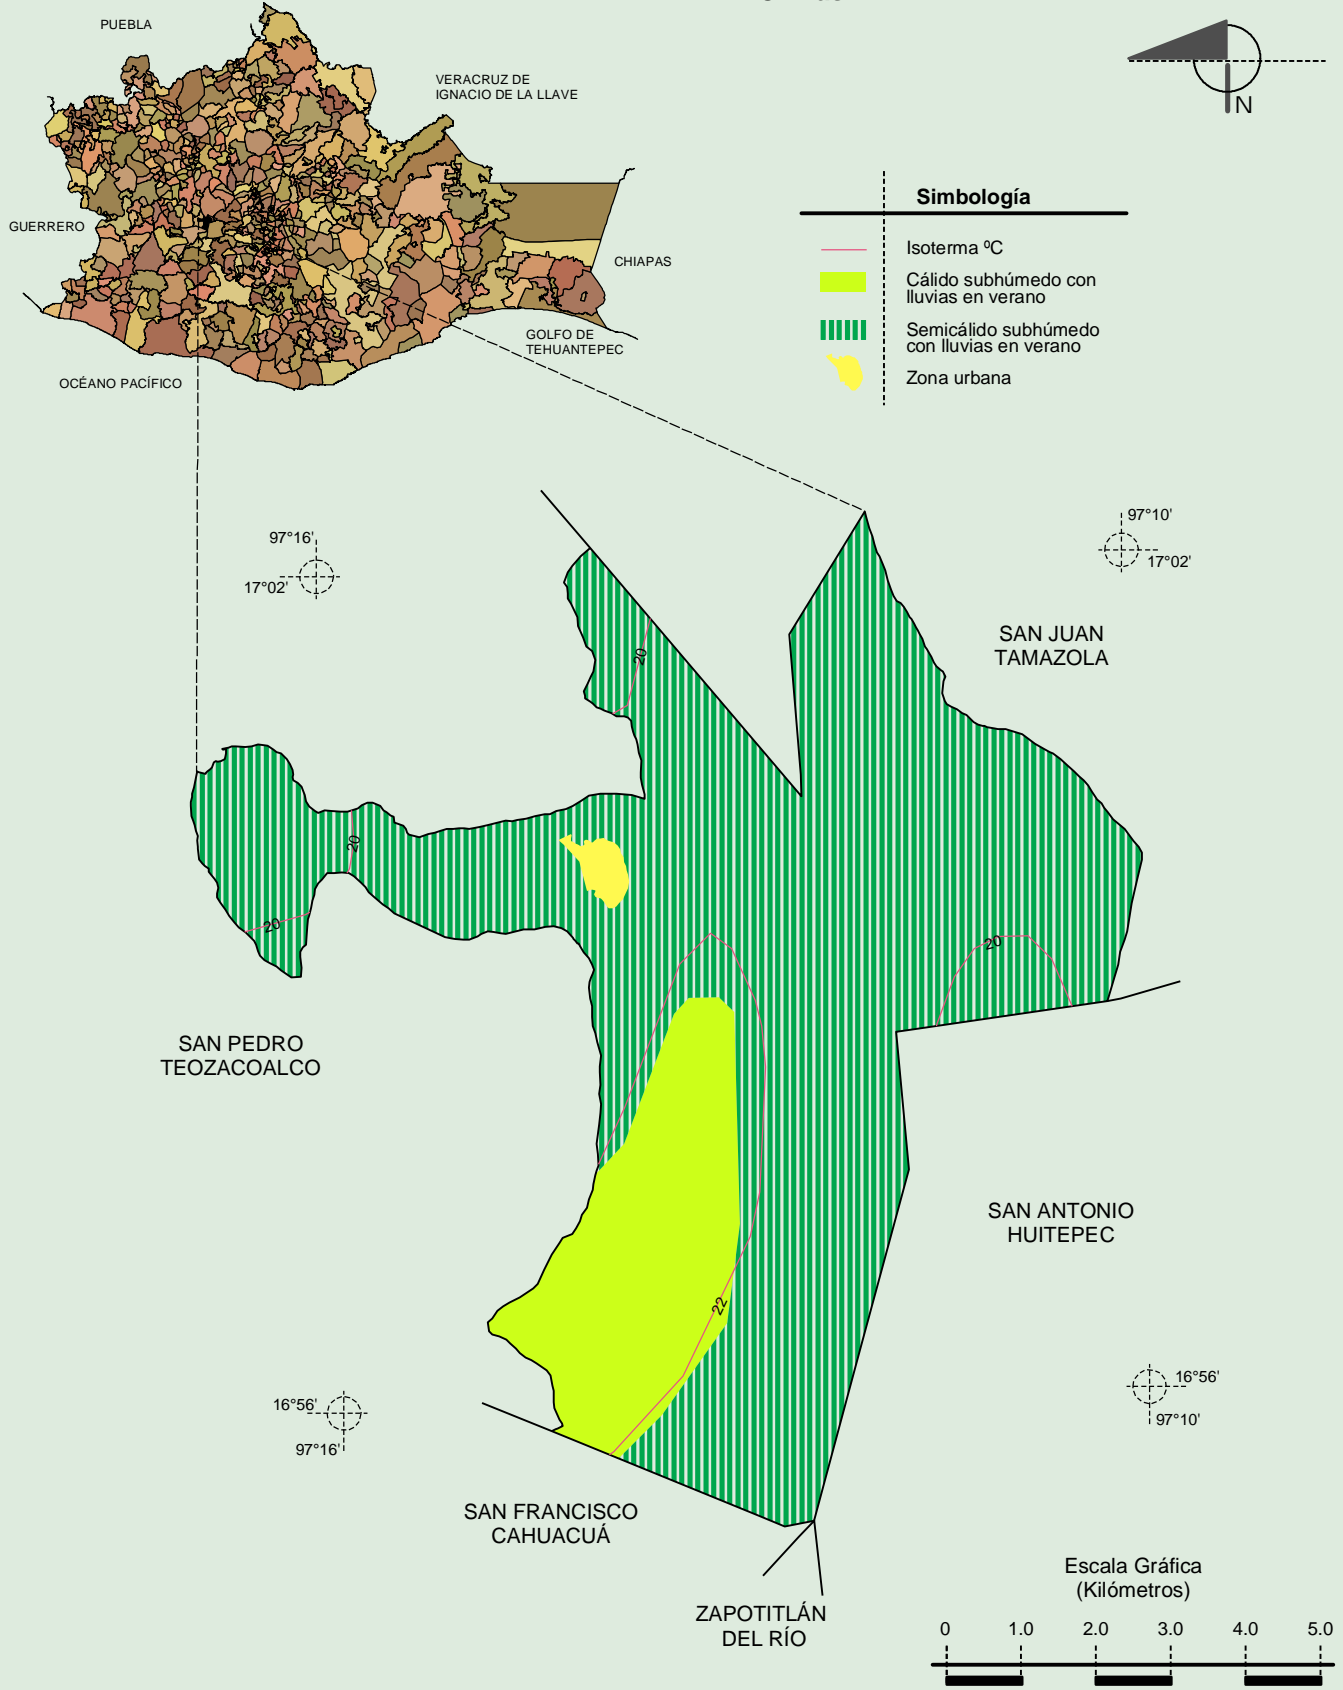 PUEBLA
VERACRUZ DE
IGNACIO DE LA LLAVE
N
GUERRERO
CHIAPAS
GOLFO DE
TEHUANTEPEC
OCÉANO PACÍFICO
Simbología
Isoterma ºC
Cálido subhúmedo con
lluvias en verano
Semicálido subhúmedo
con lluvias en verano
Zona urbana
97°16'
17°02'
97°10'
17°02'
SAN JUAN
TAMAZOLA
20
20
20
20
SAN PEDRO
TEOZACOALCO
SAN ANTONIO
HUITEPEC
22
16°56'
97°16'
16°56'
97°10'
SAN FRANCISCO
CAHUACUÁ
ZAPOTITLÁN
DEL RÍO
Escala Gráfica
(Kilómetros)
0 1.0 2.0 3.0 4.0 5.0